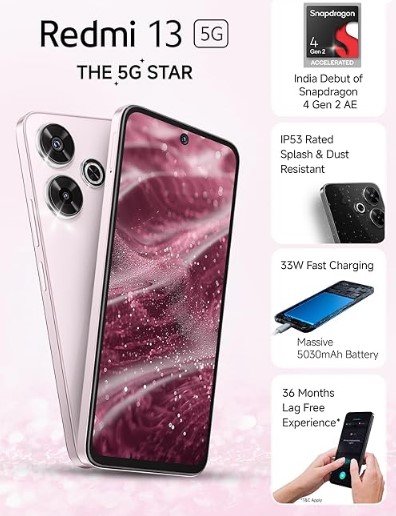 Redmi 13 5G
THE 5G STAR
Snapdragon
4
Gen 2
ACCELERATED
India Debut of
Snapdragon
4 Gen 2 AE
IP53 Rated
Splash & Dust
Resistant
33W Fast Charging
Massive
5030mAh Battery
36 Months
Lag Free
Experience*
*T&C Apply